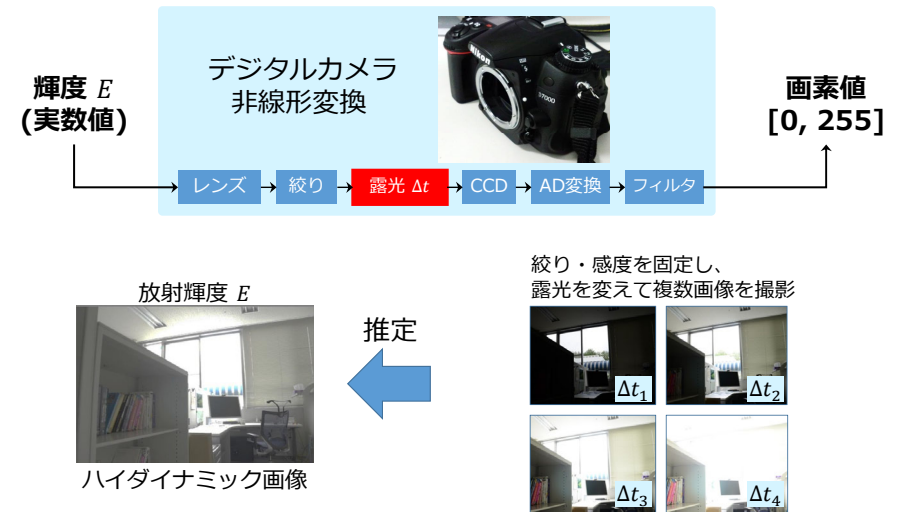 デジタルカメラ
非線形変換
Nikon
D7000
輝度 E
(実数値)
画素値
[0, 255]
レンズ
絞り
露光 Δt
CCD
AD変換
フィルタ
絞り・感度を固定し、
露光を変えて複数画像を撮影
放射輝度 E
推定
Δt₁
Δt₂
Δt₃
Δt₄
ハイダイナミック画像